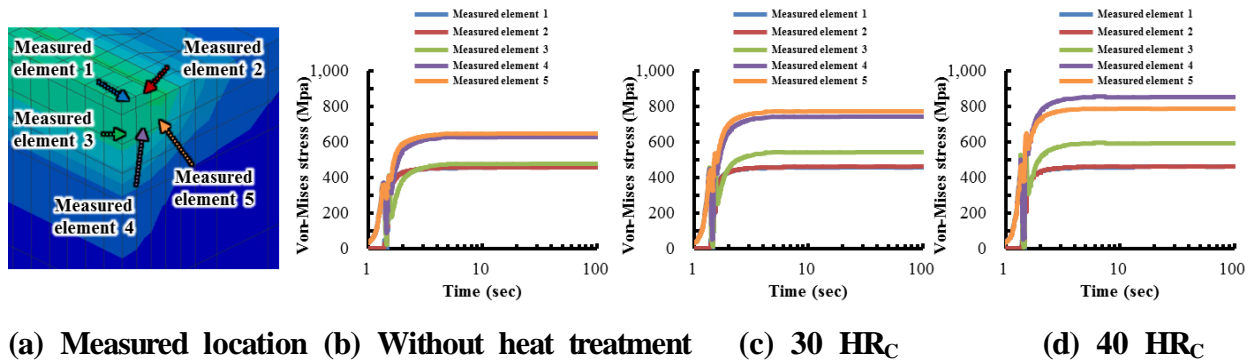 Measured
element 1
Measured
element 2
Measured
element 3
Measured
element 4
Measured
element 5
Measured element 1
Measured element 2
Measured element 3
Measured element 4
Measured element 5
Von-Mises stress (Mpa)
1,000
800
600
400
200
0
1
10
100
Time (sec)
Measured element 1
Measured element 2
Measured element 3
Measured element 4
Measured element 5
Von-Mises stress (Mpa)
1,000
800
600
400
200
0
1
10
100
Time (sec)
Measured element 1
Measured element 2
Measured element 3
Measured element 4
Measured element 5
Von-Mises stress (Mpa)
1,000
800
600
400
200
0
1
10
100
Time (sec)
(a) Measured location (b) Without heat treatment (c) 30 HRC (d) 40 HRC